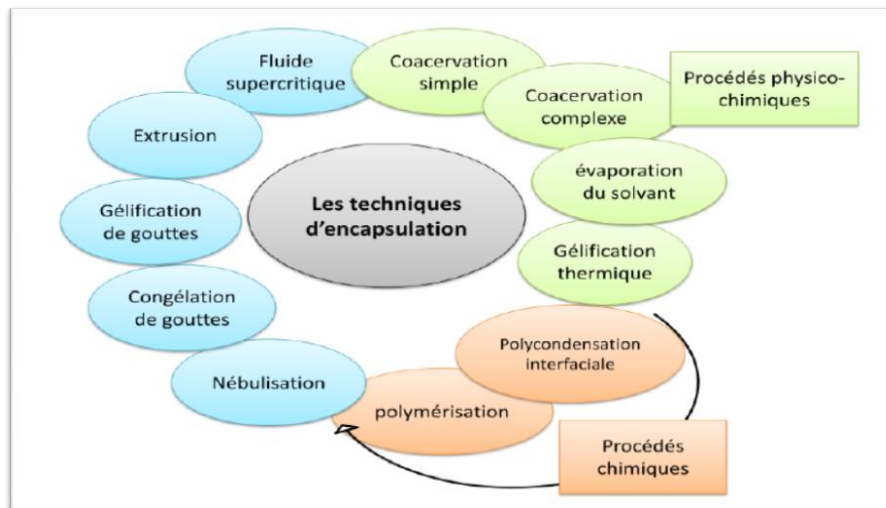 Fluide
supercritique
Coacervation
simple
Coacervation
complexe
Procédés physico-
chimiques
Extrusion
évaporation
du solvant
Les techniques
d'encapsulation
Gélification
de gouttes
Gélification
thermique
Congélation
de gouttes
Polycondensation
interfaciale
Nébulisation
polymérisation
Procédés
chimiques